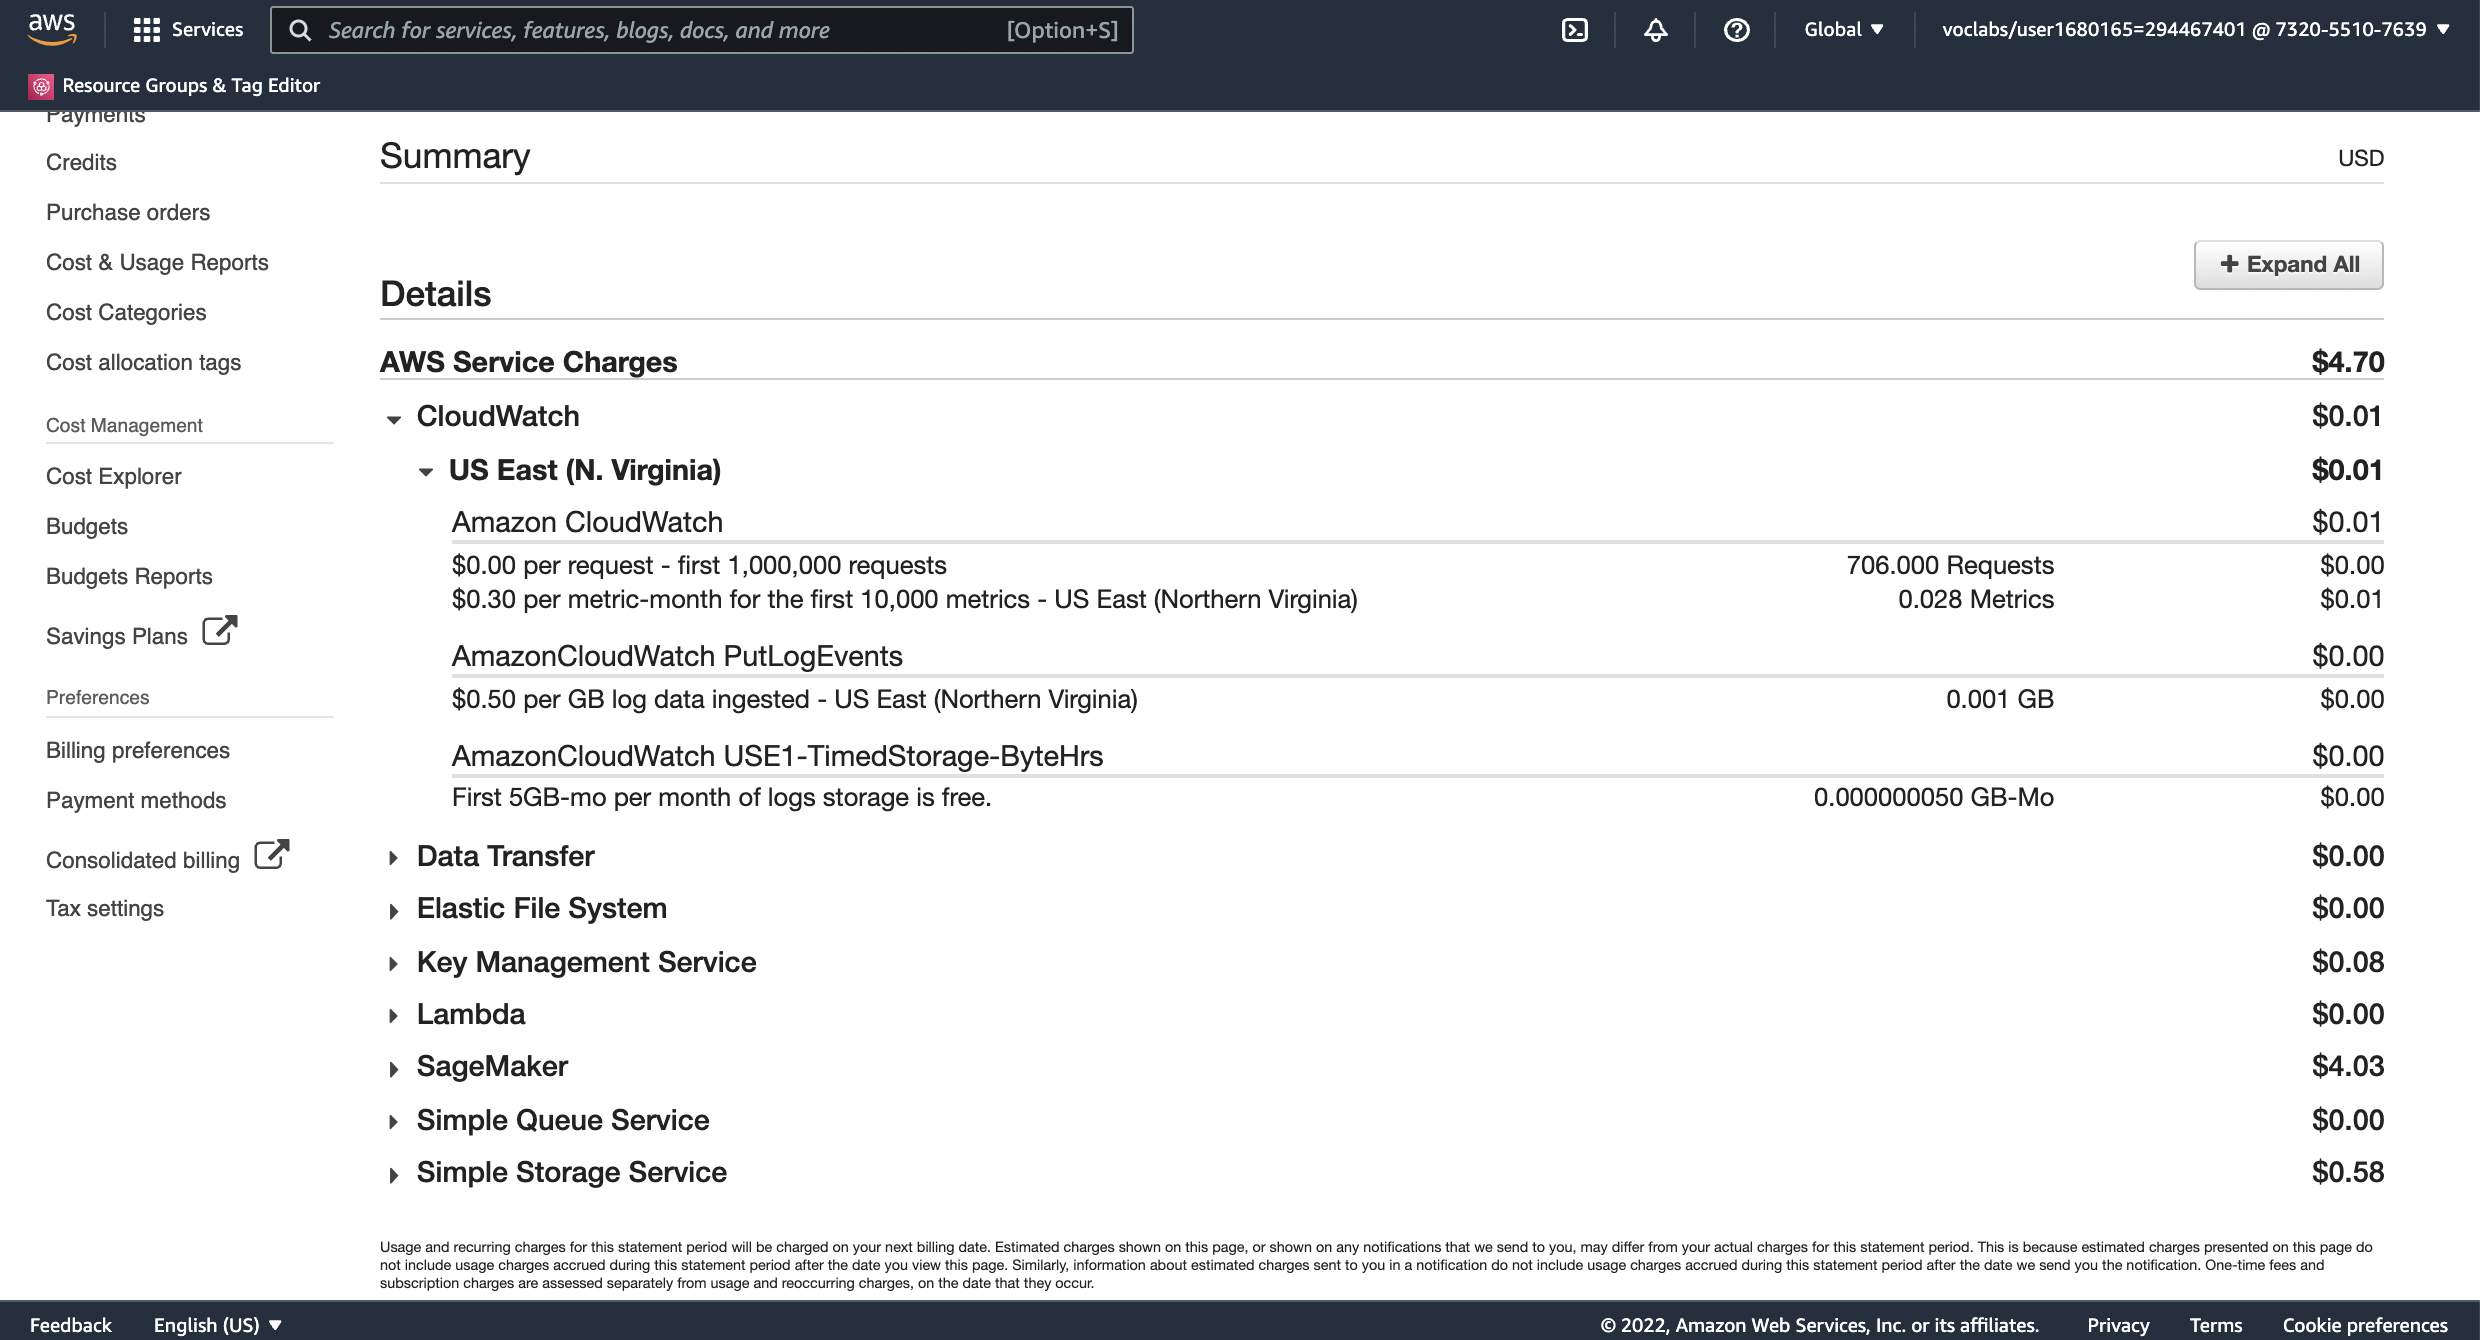 aws
Services
Search for services, features, blogs, docs, and more [Option+S]
Global
voclabs/user1680165=294467401 @ 7320-5510-7639
Resource Groups & Tag Editor
Payments
Credits
Purchase orders
Cost & Usage Reports
Cost Categories
Cost allocation tags
Cost Management
Cost Explorer
Budgets
Budgets Reports
Savings Plans
Preferences
Billing preferences
Payment methods
Consolidated billing
Tax settings
Summary USD
+ Expand All
Details
AWS Service Charges $4.70
CloudWatch $0.01
US East (N. Virginia) $0.01
Amazon CloudWatch $0.01
$0.00 per request - first 1,000,000 requests 706.000 Requests $0.00
$0.30 per metric-month for the first 10,000 metrics - US East (Northern Virginia) 0.028 Metrics $0.01
AmazonCloudWatch PutLogEvents $0.00
$0.50 per GB log data ingested - US East (Northern Virginia) 0.001 GB $0.00
AmazonCloudWatch USE1-TimedStorage-ByteHrs $0.00
First 5GB-mo per month of logs storage is free. 0.000000050 GB-Mo $0.00
Data Transfer $0.00
Elastic File System $0.00
Key Management Service $0.08
Lambda $0.00
SageMaker $4.03
Simple Queue Service $0.00
Simple Storage Service $0.58
Usage and recurring charges for this statement period will be charged on your next billing date. Estimated charges shown on this page, or shown on any notifications that we send to you, may differ from your actual charges for this statement period. This is because estimated charges presented on this page do
not include usage charges accrued during this statement period after the date you view this page. Similarly, information about estimated charges sent to you in a notification do not include usage charges accrued during this statement period after the date we send you the notification. One-time fees and
subscription charges are assessed separately from usage and reoccurring charges, on the date that they occur.
Feedback English (US) © 2022, Amazon Web Services, Inc. or its affiliates. Privacy Terms Cookie preferences